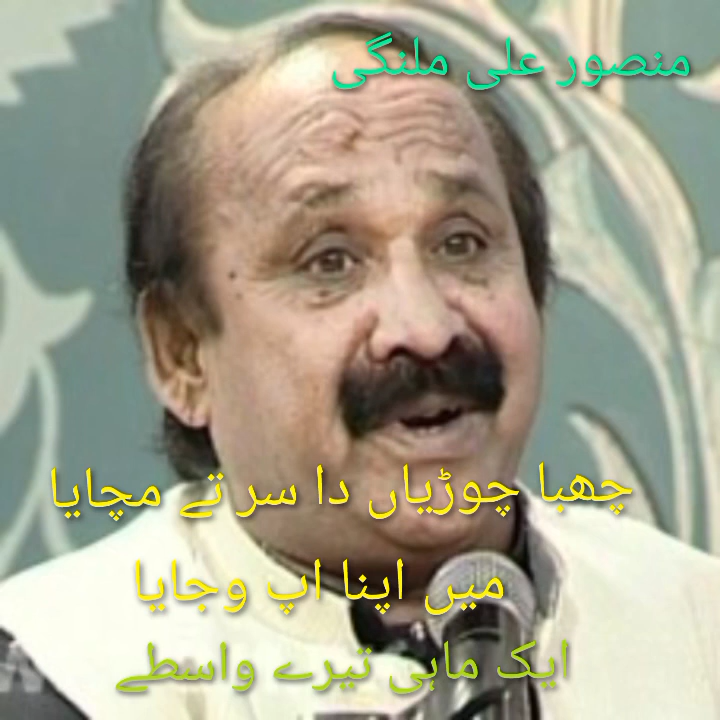 منصور علی ملنگی
چھبا چوڑیاں دا سر تے مچایا
میں اپنا اپ وجایا
ایک ماہی تیرے واسطے